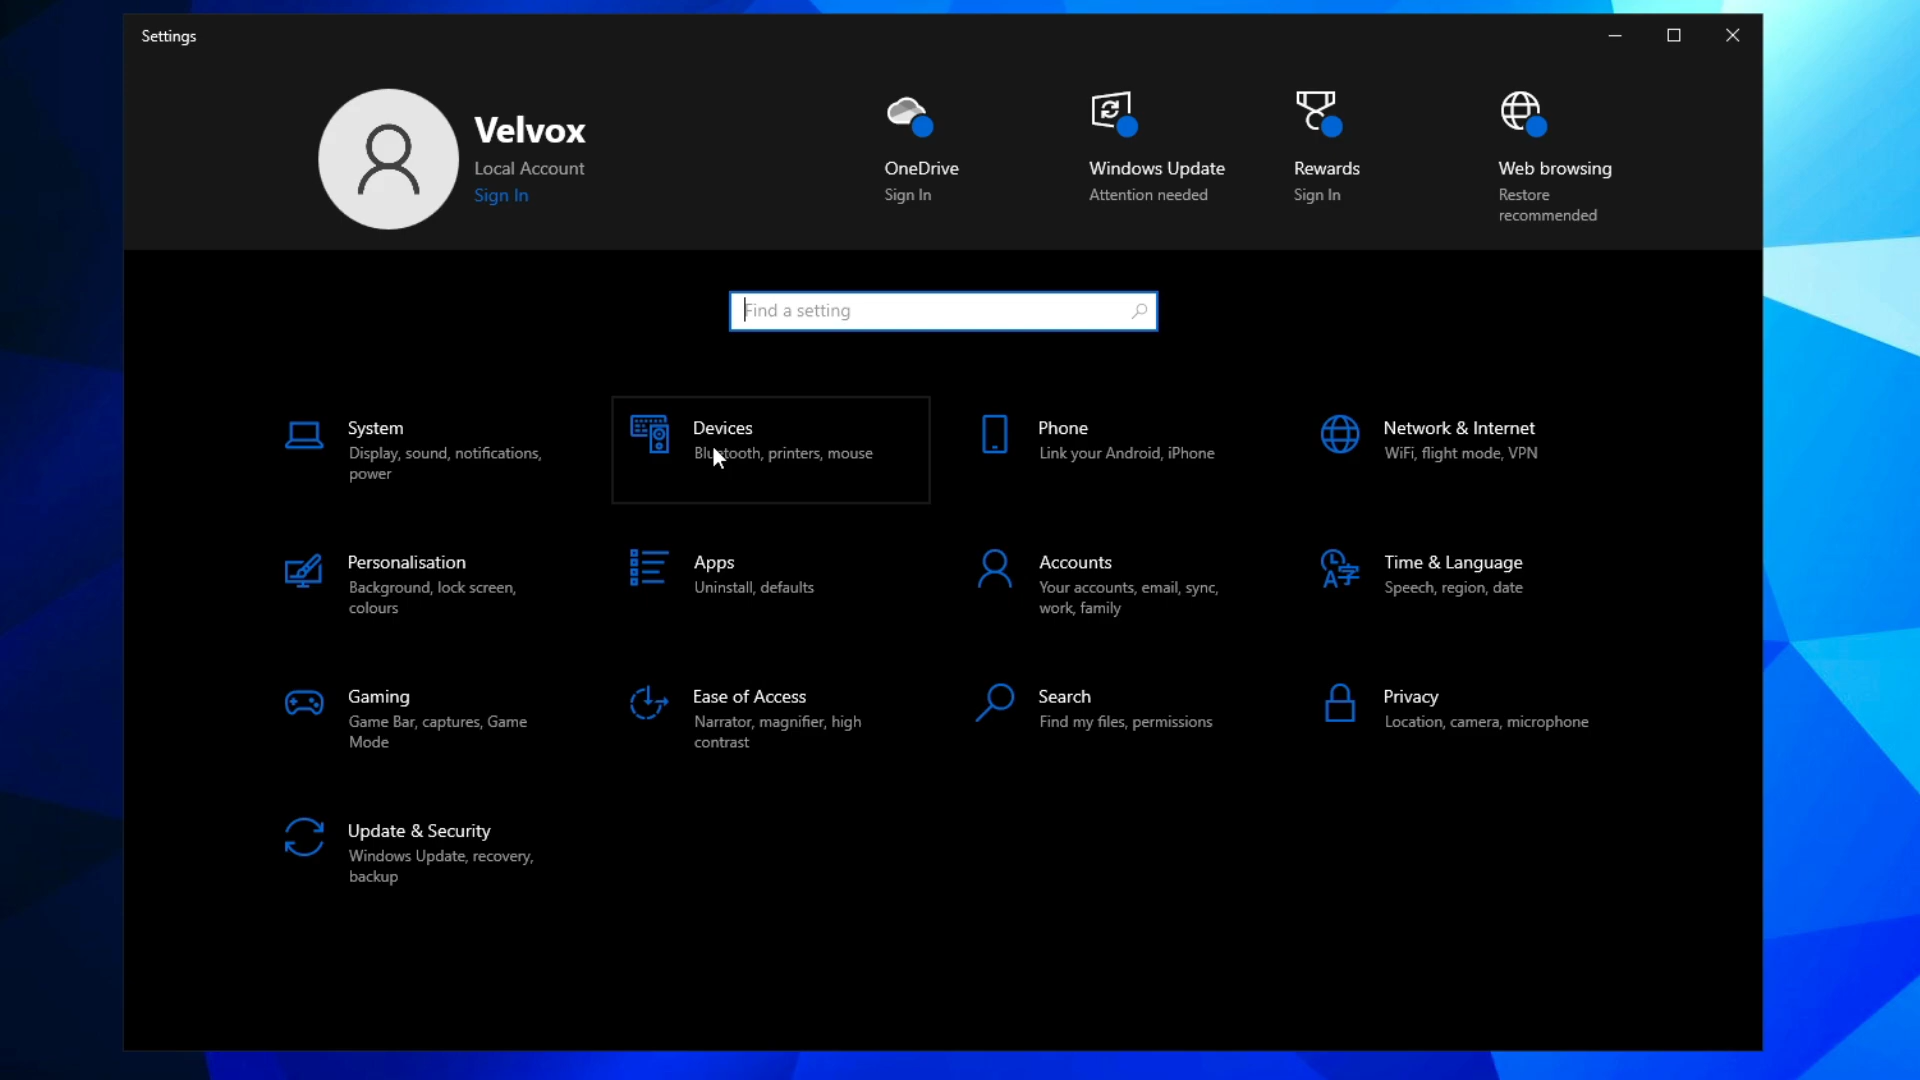 Settings
Velvox
Local Account
Sign In
OneDrive
Sign In
Windows Update
Attention needed
Rewards
Sign In
Web browsing
Restore
recommended
Find a setting
System
Display, sound, notifications,
power
Devices
Bluetooth, printers, mouse
Phone
Link your Android, iPhone
Network & Internet
WiFi, flight mode, VPN
Personalisation
Background, lock screen,
colours
Apps
Uninstall, defaults
Accounts
Your accounts, email, sync,
work, family
Time & Language
Speech, region, date
Gaming
Game Bar, captures, Game
Mode
Ease of Access
Narrator, magnifier, high
contrast
Search
Find my files, permissions
Privacy
Location, camera, microphone
Update & Security
Windows Update, recovery,
backup